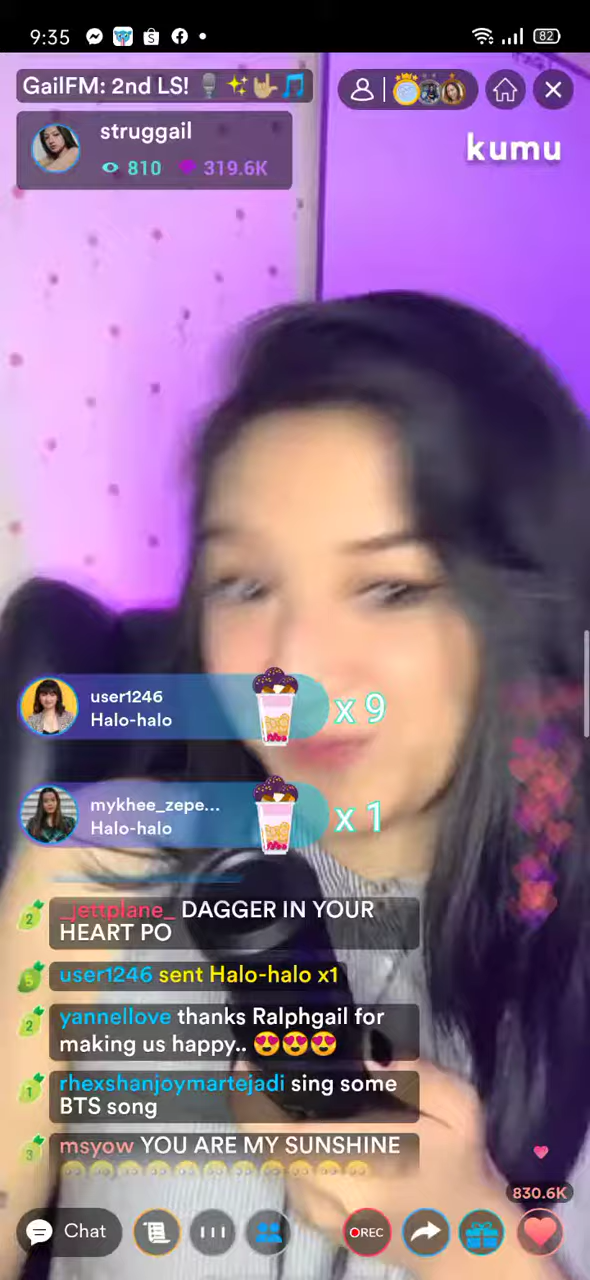 9:35
82
GailFM: 2nd LS! 🎙️✨🤟🎵
struggail
810 319.6K
kumu
user1246
Halo-halo
x 9
mykhee_zepe...
Halo-halo
x 1
2 _jettplane_ DAGGER IN YOUR
HEART PO
user1246 sent Halo-halo x1
2 yannellove thanks Ralphgail for
making us happy.. 😍😍😍
1 rhexshanjoymartejadi sing some
BTS song
3 msyow YOU ARE MY SUNSHINE
830.6K
Chat
REC